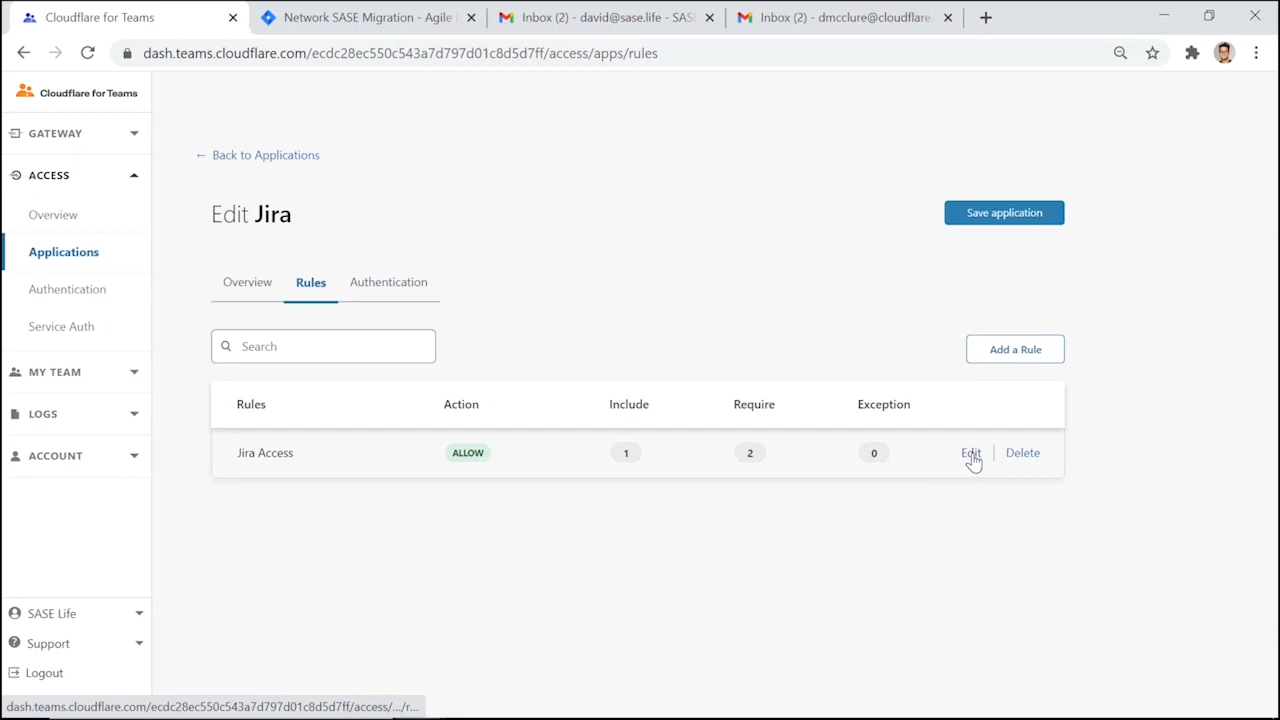 Cloudflare for Teams
Network SASE Migration - Agile
Inbox (2) - david@sase.life - SAS
Inbox (2) - dmcclure@cloudflare.
dash.teams.cloudflare.com/ecdc28ec550c543a7d797d01c8d5d7ff/access/apps/rules
Cloudflare for Teams
GATEWAY
ACCESS
Overview
Applications
Authentication
Service Auth
MY TEAM
LOGS
ACCOUNT
SASE Life
Support
Logout
← Back to Applications
Edit Jira
Save application
Overview Rules Authentication
Search
Add a Rule
Rules Action Include Require Exception
Jira Access ALLOW 1 2 0 Edit Delete
dash.teams.cloudflare.com/ecdc28ec550c543a7d797d01c8d5d7ff/access/.../r...